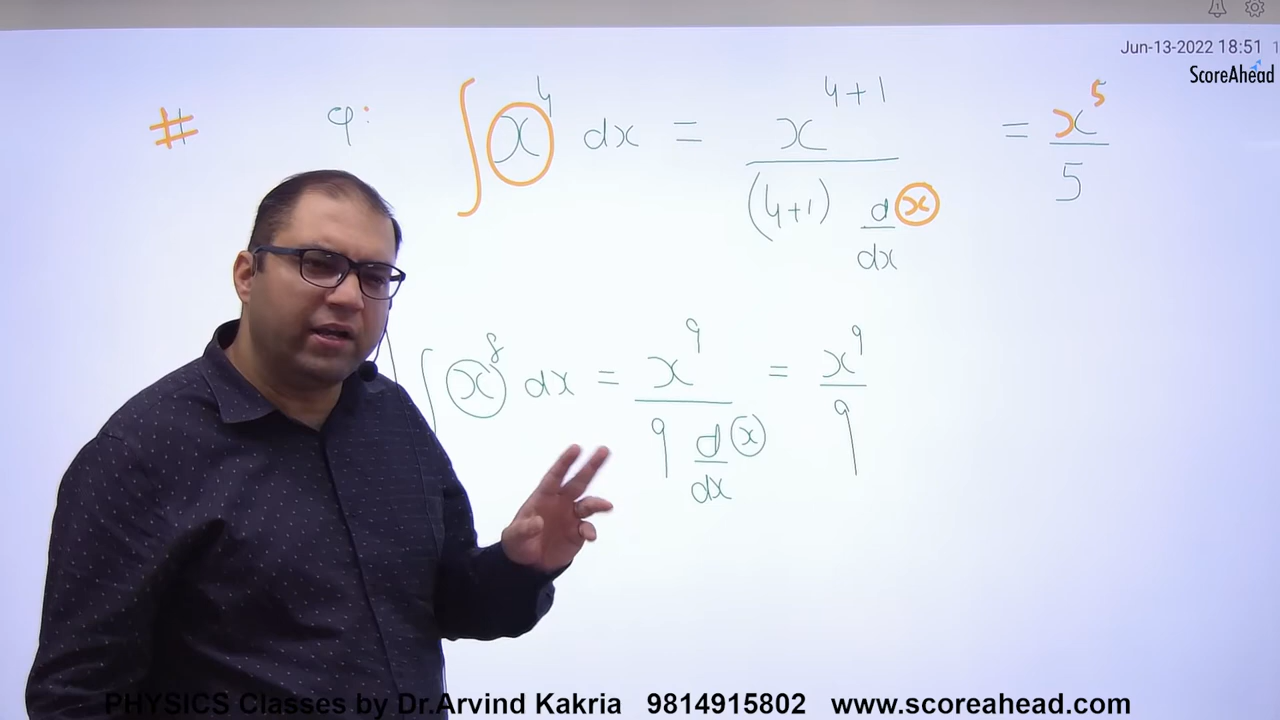 Jun-13-2022 18:51 1
ScoreAhead
# φ: ∫ x⁴ dx = x⁴⁺¹ / (4+1) d/dx x = x⁵ / 5
∫ x⁸ dx = x⁹ / 9 d/dx (x) = x⁹ / 9
PHYSICS Classes by Dr.Arvind Kakria 9814915802 www.scoreahead.com